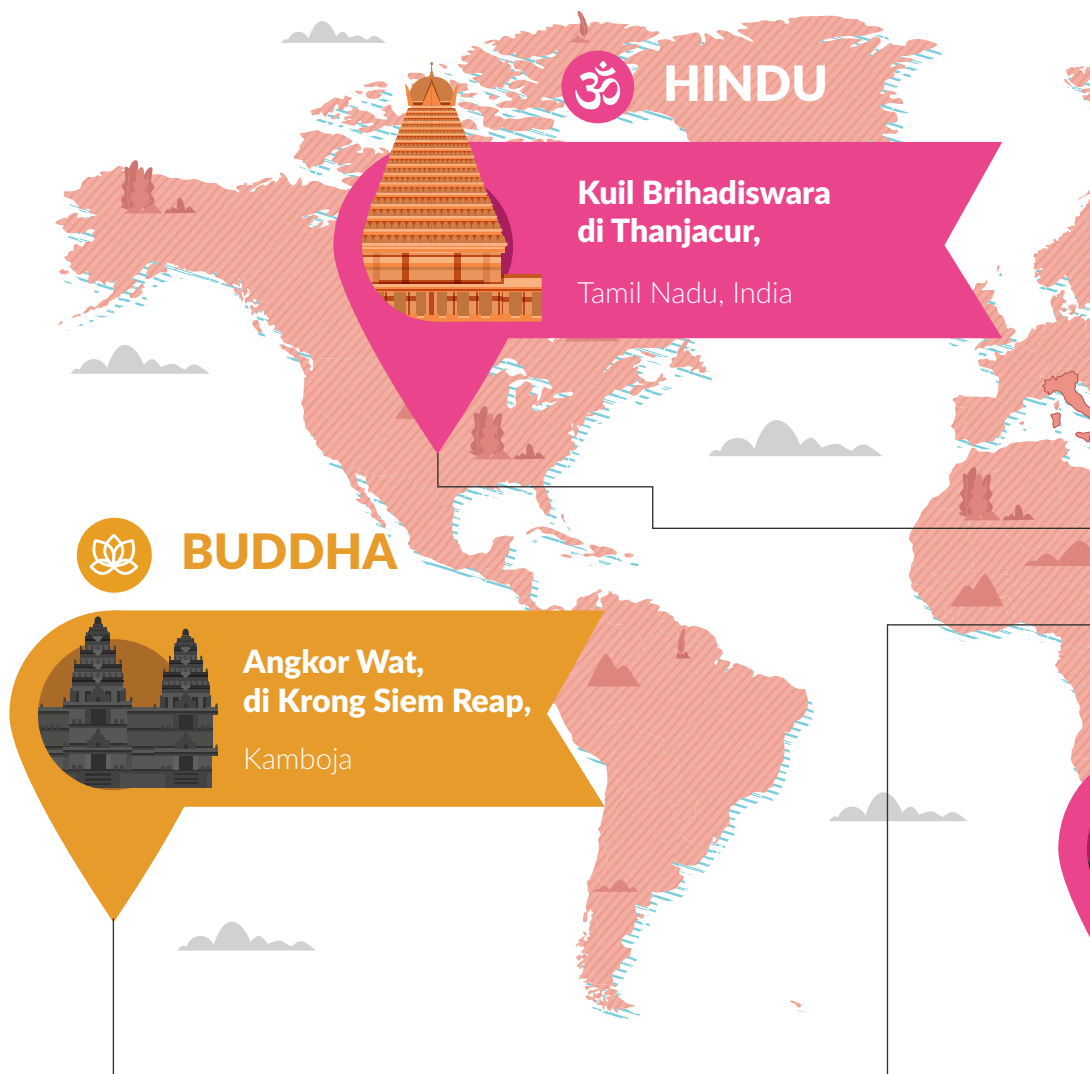 ॐ HINDU
Kuil Brihadiswara
di Thanjacur,
Tamil Nadu, India
BUDDHA
Angkor Wat,
di Krong Siem Reap,
Kamboja